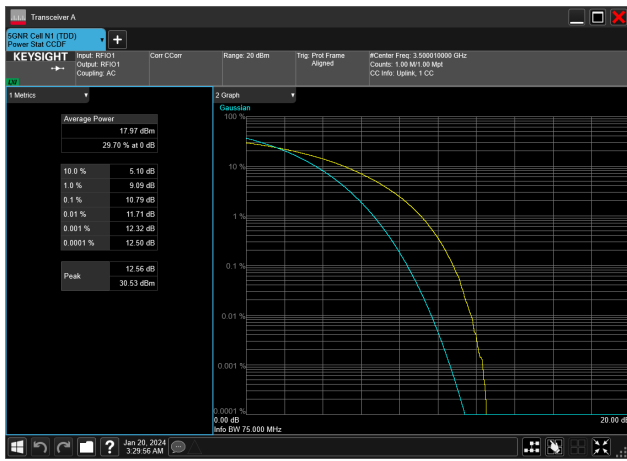 Transceiver A
5GNR Cell N1 (TDD)
Power Stat CCDF
KEYSIGHT
Input: RFIO1
Output: RFIO1
Coupling: AC
Corr CCorr
Range: 20 dBm
Trig: Prot Frame
Aligned
#Center Freq: 3.500010000 GHz
Counts: 1.00 M/1.00 Mpt
CC Info: Uplink, 1 CC
1 Metrics
Average Power
17.97 dBm
29.70 % at 0 dB
10.0 % 5.10 dB
1.0 % 9.09 dB
0.1 % 10.79 dB
0.01 % 11.71 dB
0.001 % 12.32 dB
0.0001 % 12.50 dB
Peak
12.56 dB
30.53 dBm
2 Graph
Gaussian
100 %
10 %
1 %
0.1 %
0.01 %
0.001 %
0.0001 %
0.00 dB
20.00 dB
Info BW 75.000 MHz
Jan 20, 2024
3:29:56 AM